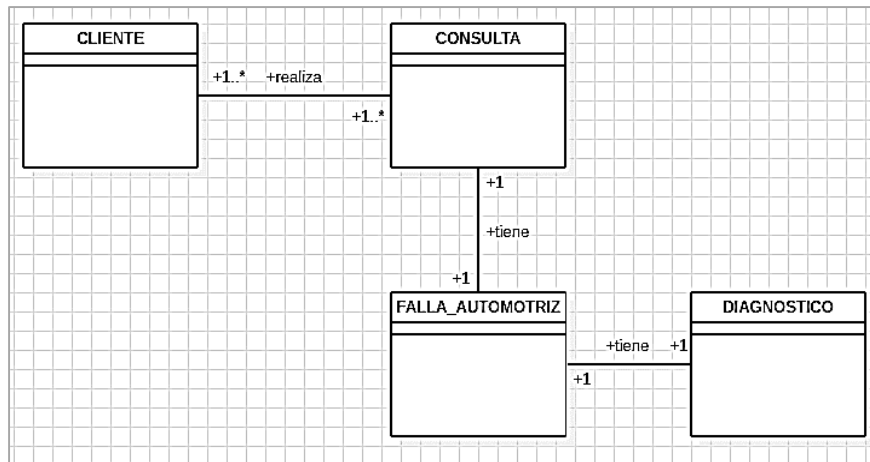 CLIENTE
CONSULTA
+1..* +realiza
+1..*
+1
+tiene
+1
FALLA_AUTOMOTRIZ
DIAGNOSTICO
+tiene +1
+1